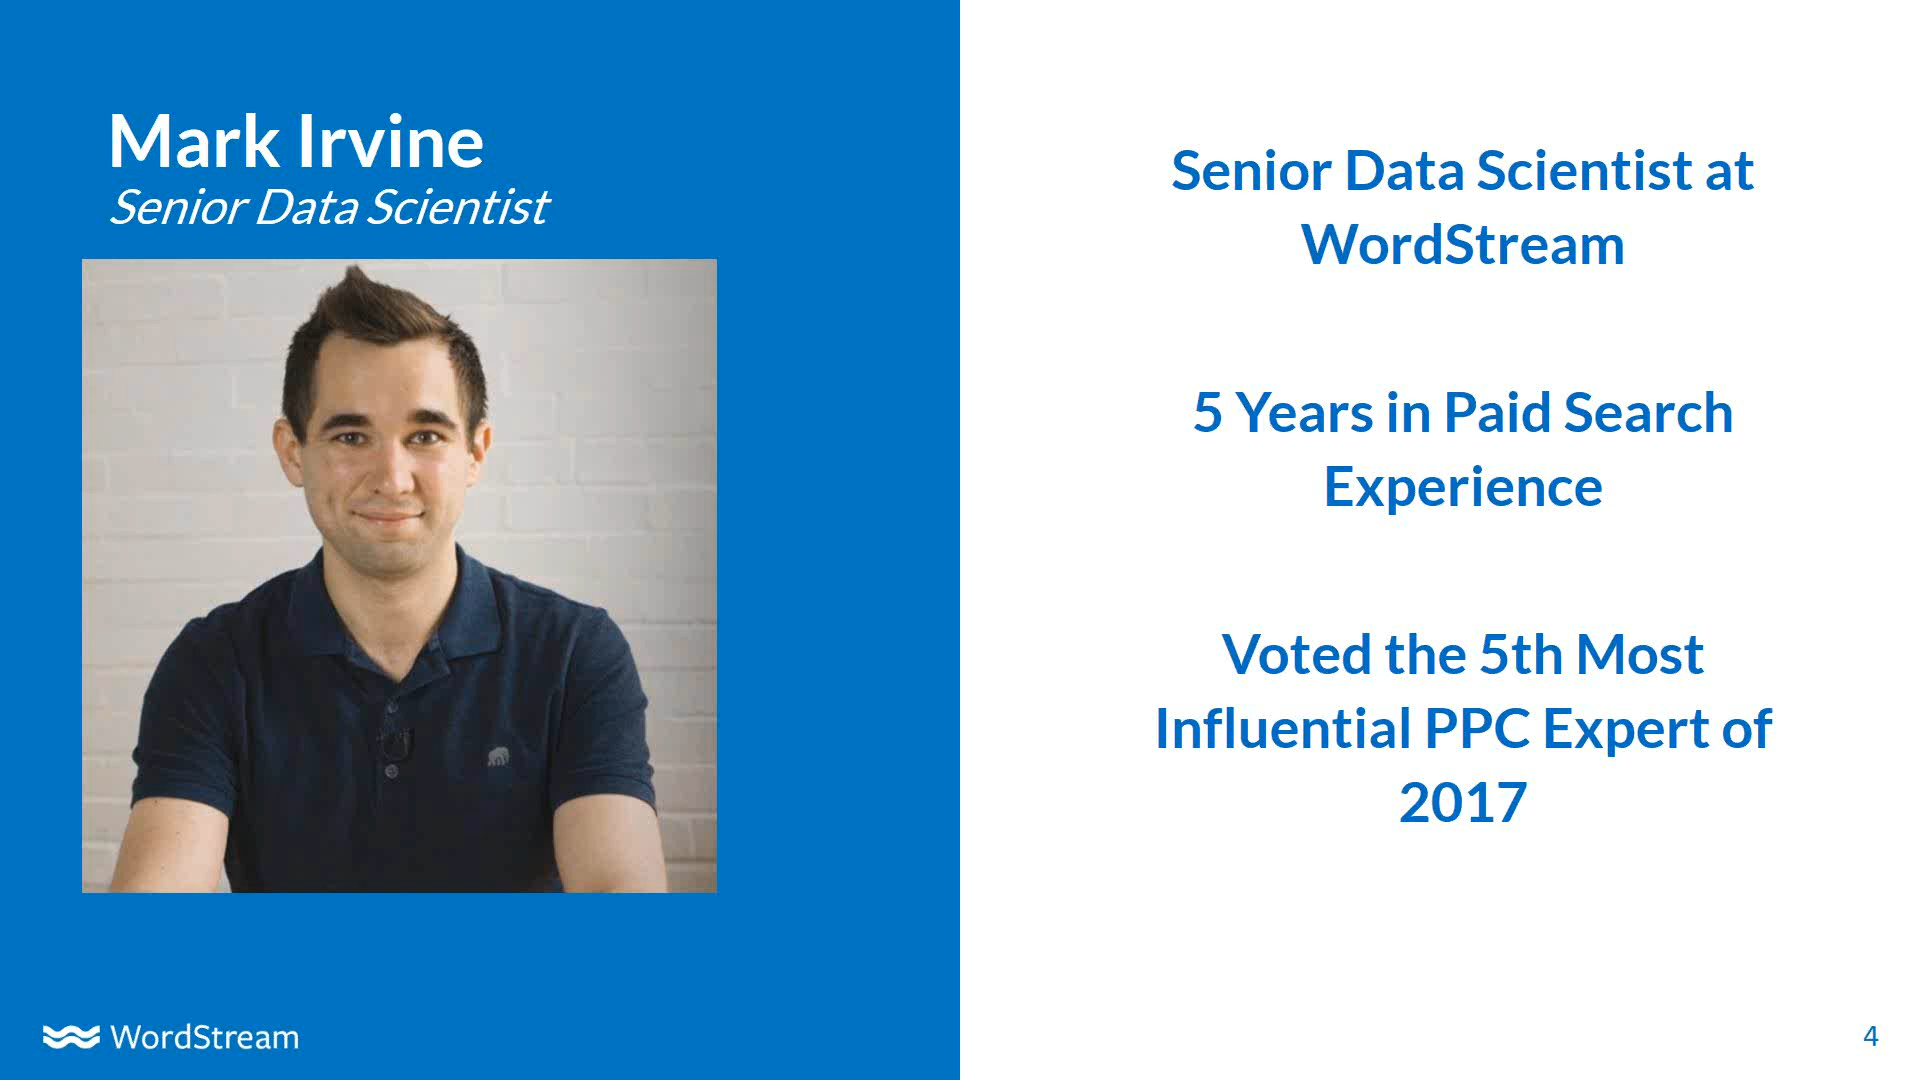 Mark Irvine
Senior Data Scientist
WordStream
Senior Data Scientist at
WordStream
5 Years in Paid Search
Experience
Voted the 5th Most
Influential PPC Expert of
2017
4